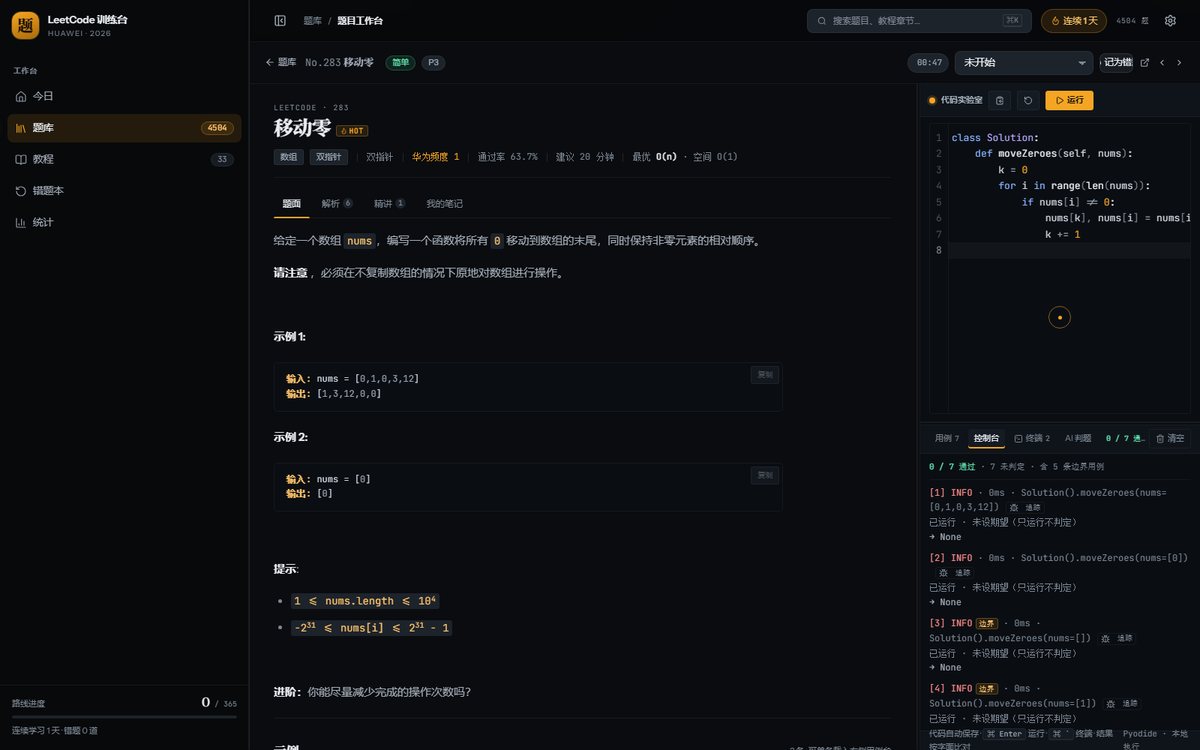 题
LeetCode 训练台
HUAWEI · 2026
工作台
今日
题库 4504
教程 33
错题本
统计
路线进度 0 / 365
连续学习 1 天 · 错题 0 道
题库 / 题目工作台
搜索题目、教程章节… ⌘K
连续1天
4504 题
← 题库 No.283 移动零 简单 P3
00:47 未开始 记为错
LEETCODE · 283
移动零 HOT
数组 双指针 双指针 华为频度 1 通过率 63.7% 建议 20 分钟 最优 O(n) · 空间 O(1)
题面 解析 6 精讲 1 我的笔记
给定一个数组 nums，编写一个函数将所有 0 移动到数组的末尾，同时保持非零元素的相对顺序。
请注意 ，必须在不复制数组的情况下原地对数组进行操作。
示例 1:
复制
输入: nums = [0,1,0,3,12]
输出: [1,3,12,0,0]
示例 2:
复制
输入: nums = [0]
输出: [0]
提示:
1 <= nums.length <= 10⁴
-2³¹ <= nums[i] <= 2³¹ - 1
进阶：你能尽量减少完成的操作次数吗？
示例
代码实验室 运行
1 class Solution:
2 def moveZeroes(self, nums):
3 k = 0
4 for i in range(len(nums)):
5 if nums[i] != 0:
6 nums[k], nums[i] = nums[i
7 k += 1
8
用例 7 控制台 终端 2 AI判题 0 / 7 通… 清空
0 / 7 通过 · 7 未判定 · 含 5 条边界用例
[1] INFO · 0ms · Solution().moveZeroes(nums=
[0,1,0,3,12]) 追踪
已运行 · 未设期望（只运行不判定）
→ None
[2] INFO · 0ms · Solution().moveZeroes(nums=[0])
追踪
已运行 · 未设期望（只运行不判定）
→ None
[3] INFO 边界 · 0ms ·
Solution().moveZeroes(nums=[]) 追踪
已运行 · 未设期望（只运行不判定）
→ None
[4] INFO 边界 · 0ms ·
Solution().moveZeroes(nums=[1]) 追踪
已运行 · 未设期望（只运行不判定）
代码自动保存· ⌘ Enter 运行· ⌘ ` 终端·结果 Pyodide · 本地
按字面比对 执行